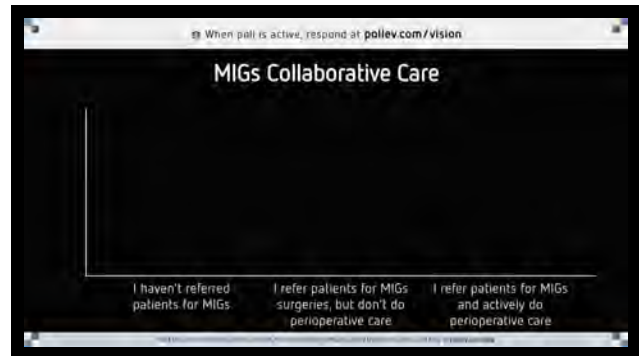 When poll is active, respond at pollev.com/vision
MIGs Collaborative Care
I haven't referred
patients for MIGs
I refer patients for MIGs
surgeries, but don't do
perioperative care
I refer patients for MIGs
and actively do
perioperative care